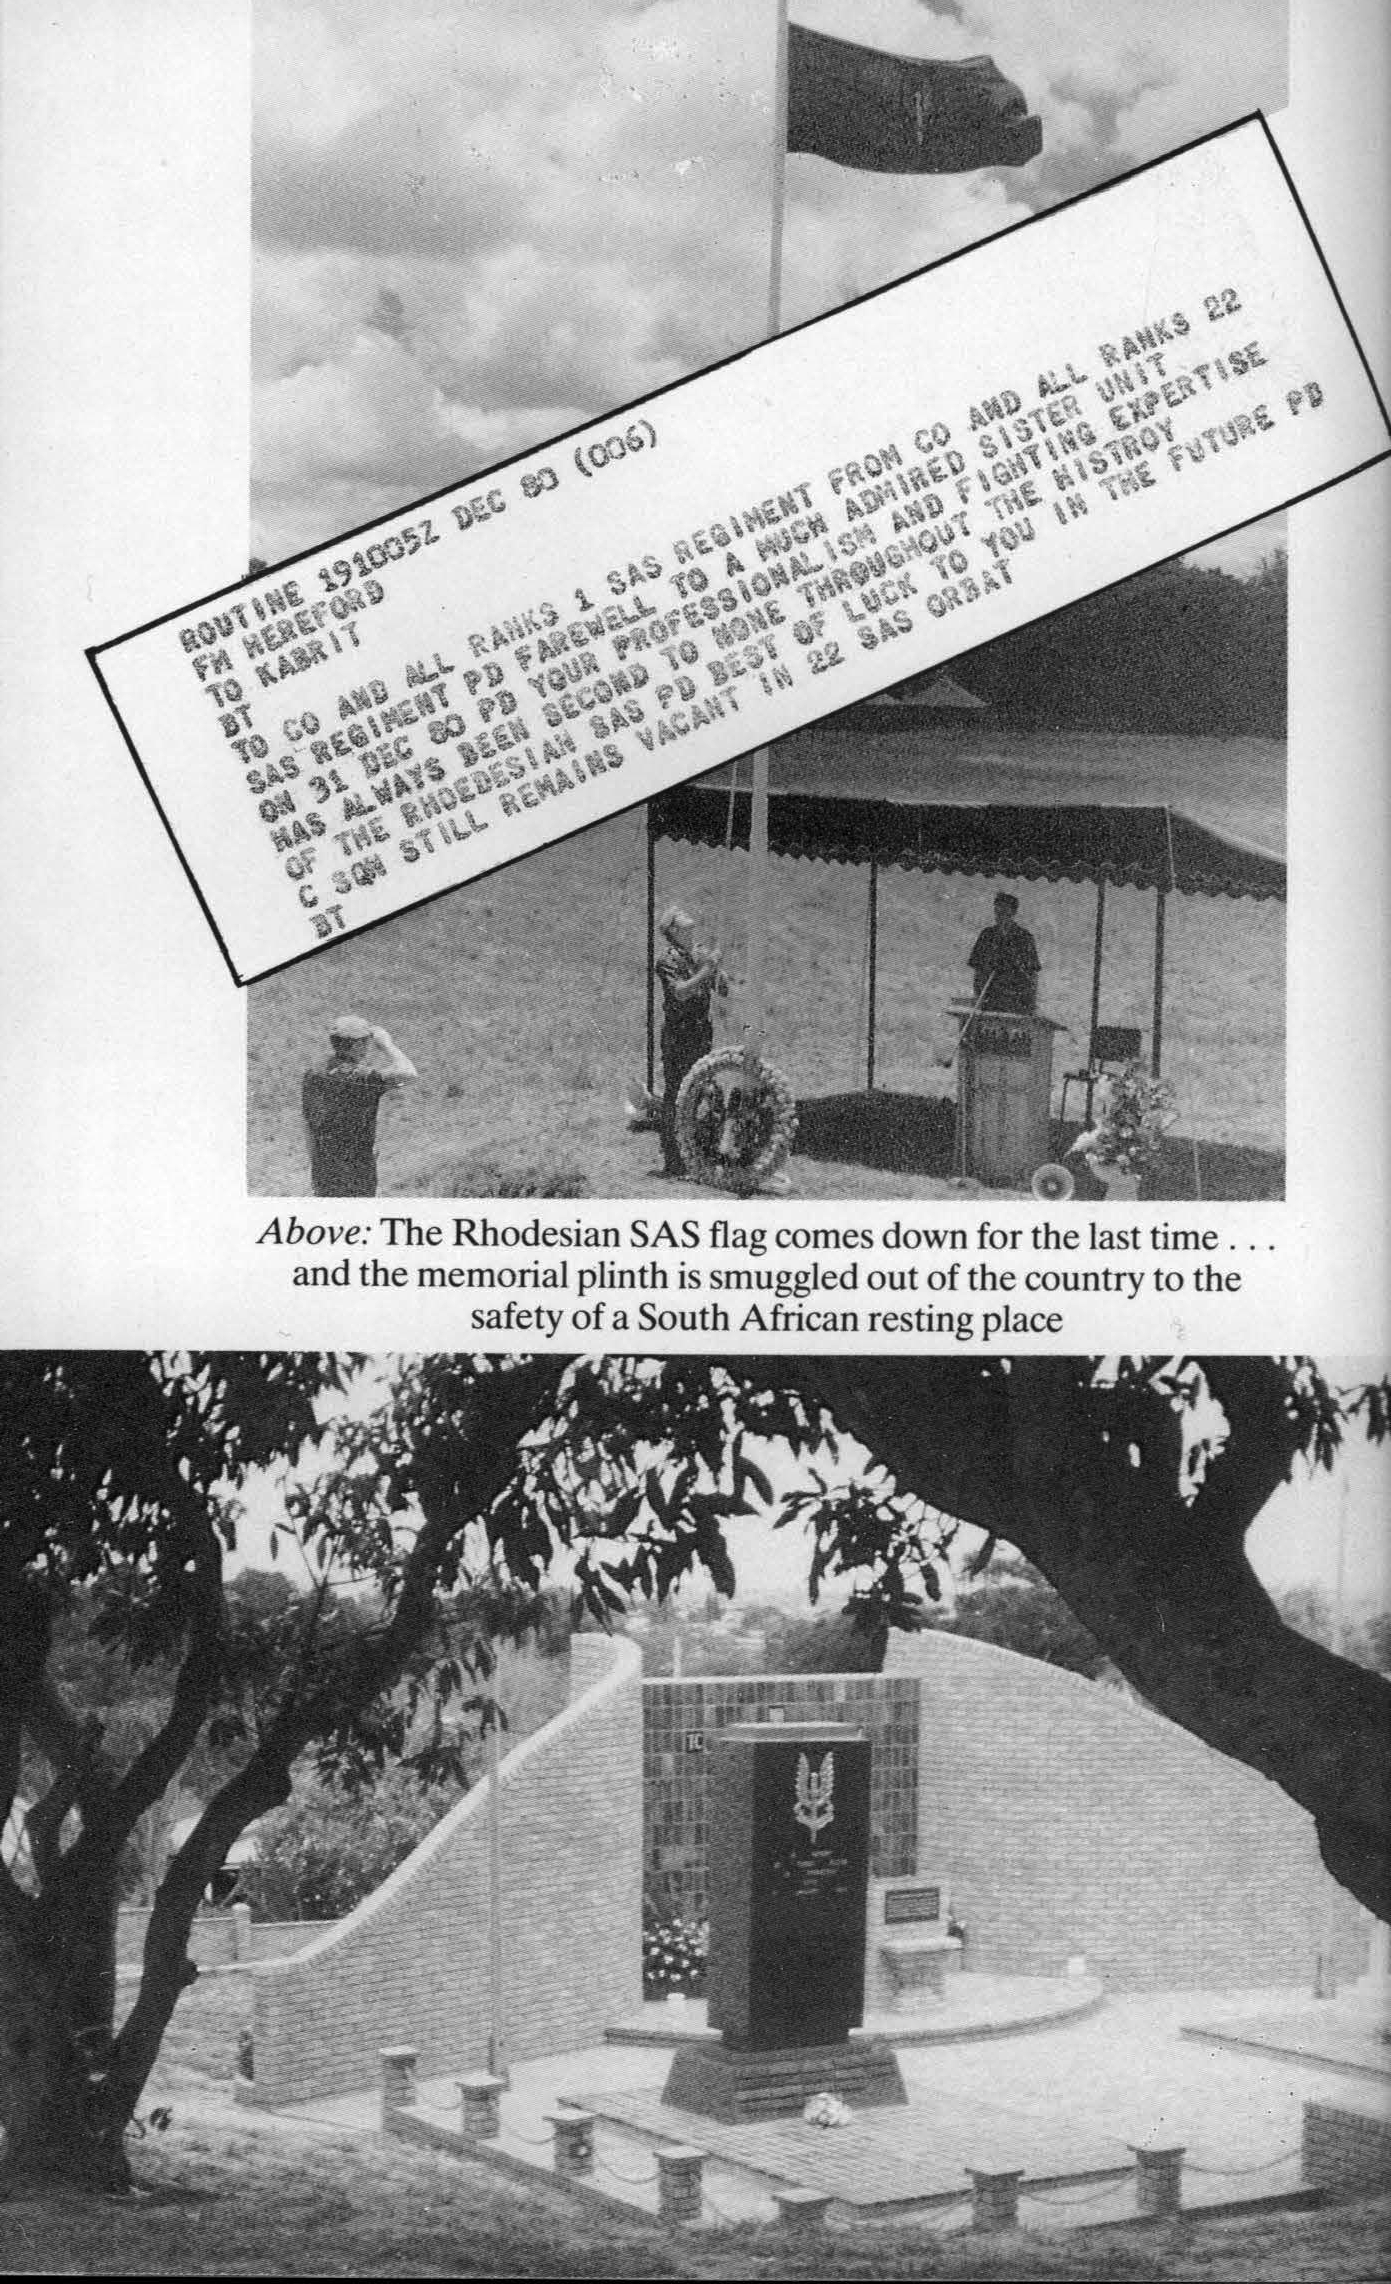 ROUTINE 191005Z DEC 80 (006)
FM HEREFORD
TO KABRIT
BT
TO CO AND ALL RANKS 1 SAS REGIMENT FROM CO AND ALL RANKS 22
SAS REGIMENT PD FAREWELL TO A MUCH ADMIRED SISTER UNIT
ON 31 DEC 80 PD YOUR PROFESSIONALISM AND FIGHTING EXPERTISE
HAS ALWAYS BEEN SECOND TO NONE THROUGHOUT THE HISTROY
OF THE RHOEDESIAN SAS PD BEST OF LUCK TO YOU IN THE FUTURE PD
C SQN STILL REMAINS VACANT IN 22 SAS ORBAT
BT
Above: The Rhodesian SAS flag comes down for the last time . . .
and the memorial plinth is smuggled out of the country to the
safety of a South African resting place
TC